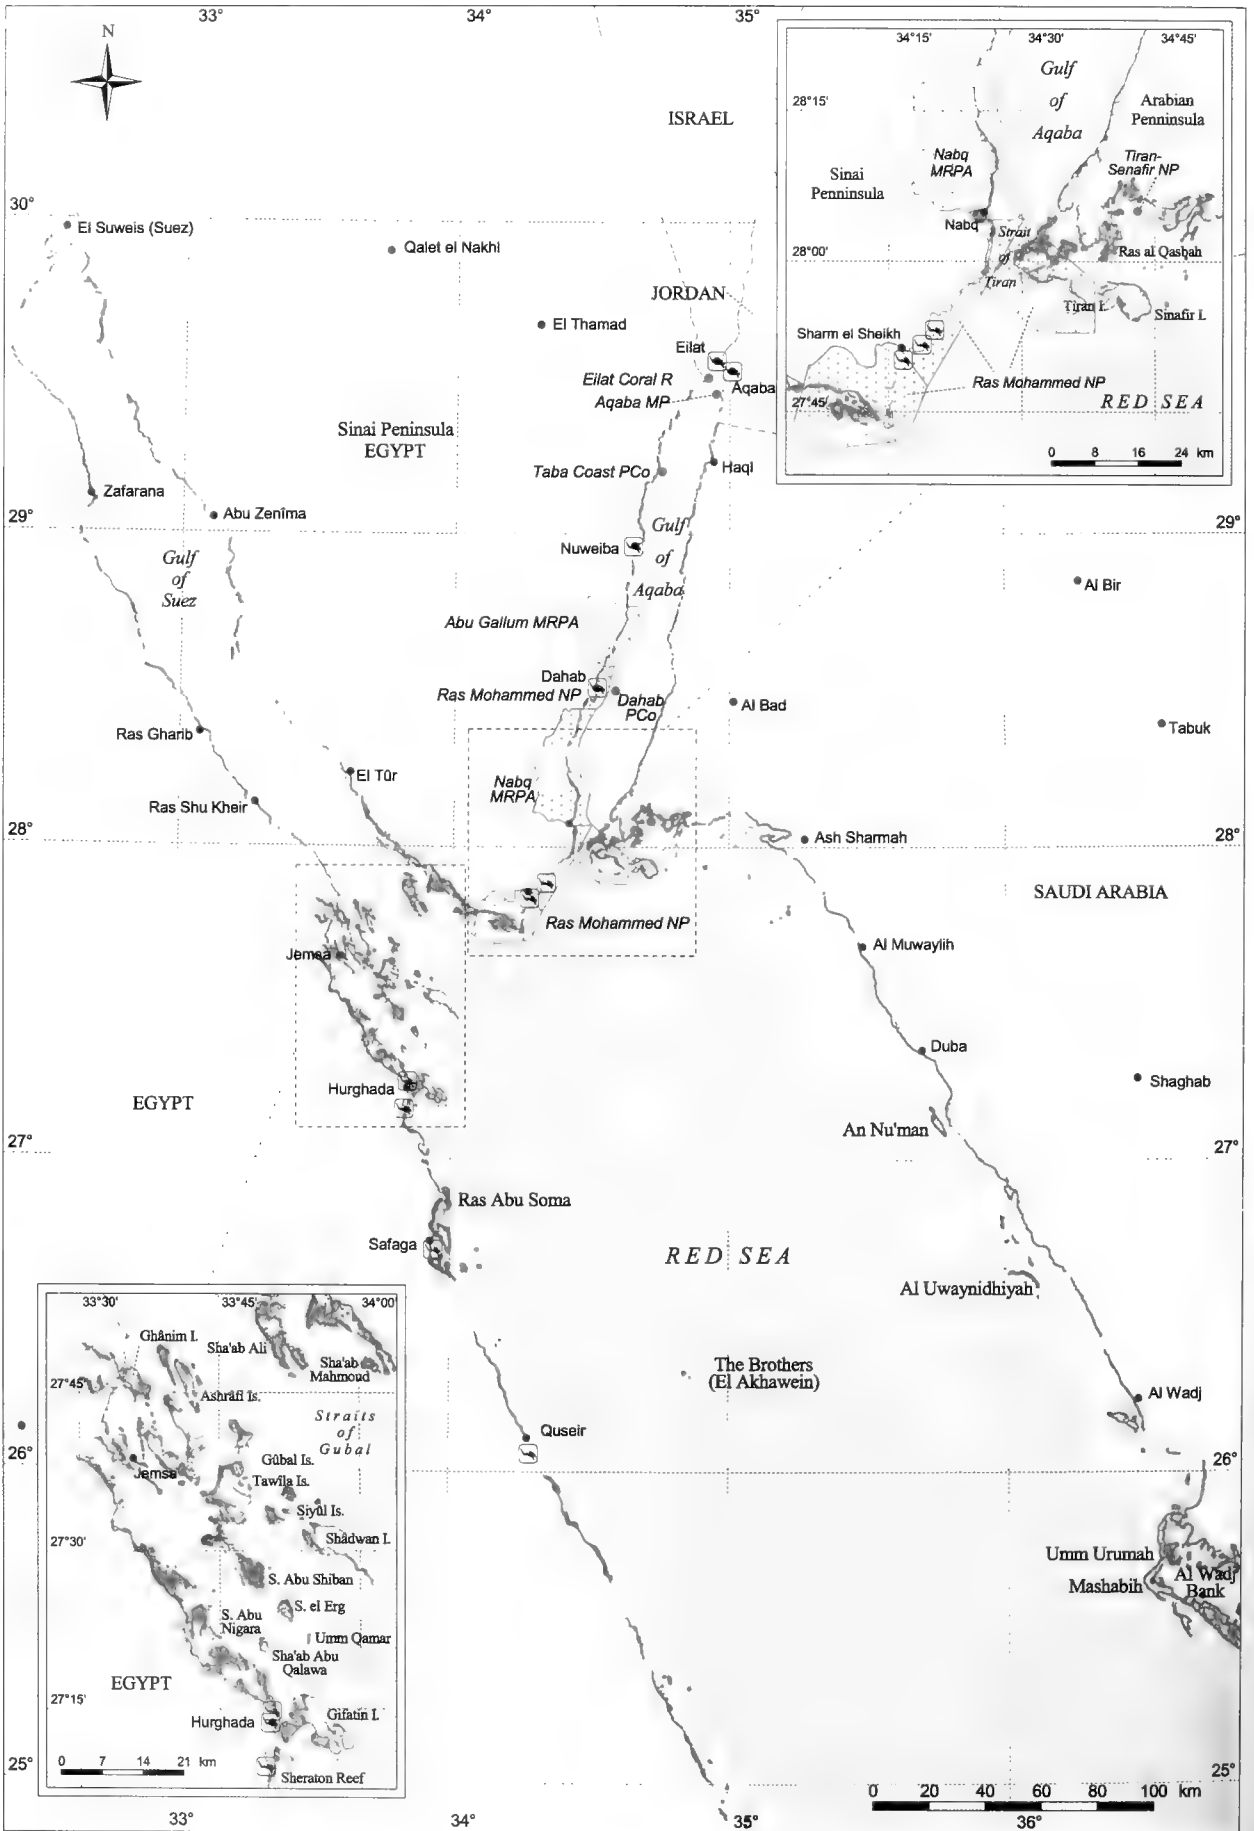 33°
34°
35°
N
ISRAEL
30°
El Suweis (Suez)
Qalet el Nakhl
JORDAN
El Thamad
Eilat
Eilat Coral R
Aqaba
Aqaba MP
Sinai Peninsula
EGYPT
Taba Coast PCo
Haql
Zafarana
Abu Zenîma
29°
29°
Gulf
of
Suez
Gulf
of
Aqaba
Nuweiba
Al Bir
Abu Gallum MRPA
Dahab
Ras Mohammed NP
Dahab
PCo
Al Bad
Tabuk
Ras Gharib
El Tûr
Nabq
MRPA
Ras Shu Kheir
28°
28°
Ash Sharmah
SAUDI ARABIA
Ras Mohammed NP
Jemsa
Al Muwaylih
Duba
Shaghab
Hurghada
EGYPT
An Nu'man
27°
27°
Ras Abu Soma
Safaga
RED SEA
Al Uwaynidhiyah
The Brothers
(El Akhawein)
Al Wadj
Quseir
26°
26°
Umm Urumah
Mashabih
Al Wadj
Bank
25°
25°
0 20 40 60 80 100 km
33°
34°
35°
36°
34°15'
34°30'
34°45'
Gulf
of
Aqaba
28°15'
Arabian
Penninsula
Nabq
MRPA
Tiran-
Senafir NP
Sinai
Penninsula
Nabq
Strait
of
Tiran
28°00'
Ras al Qasbah
Tiran I.
Sinafir I.
Sharm el Sheikh
Ras Mohammed NP
27°45'
RED SEA
0 8 16 24 km
33°30'
33°45'
34°00'
Ghânim I.
Sha'ab Ali
Sha'ab
Mahmoud
27°45'
Ashrâfi Is.
Straits
of
Gubal
Jemsa
Gûbal Is.
Tawîla Is.
Siyûl Is.
27°30'
Shâdwan I.
S. Abu Shiban
S. el Erg
S. Abu
Nigara
Umm Qamar
Sha'ab Abu
Qalawa
EGYPT
27°15'
Hurghada
Gifatin I.
0 7 14 21 km
Sheraton Reef